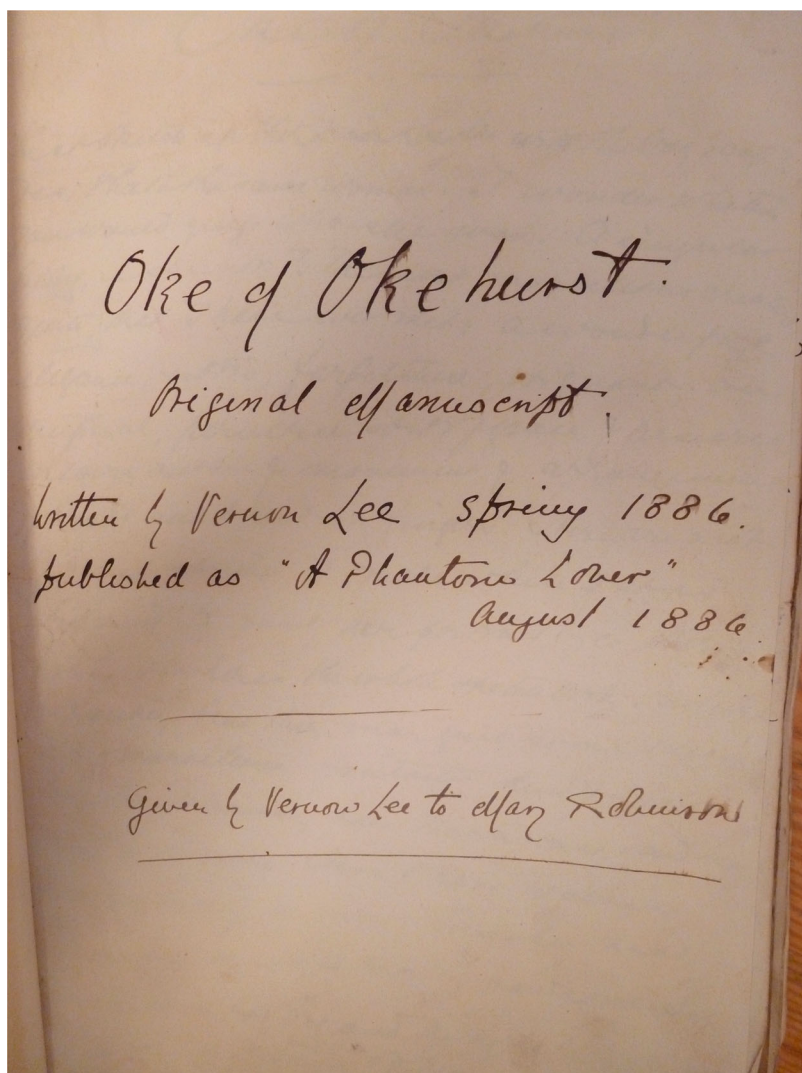 Oke of Okehurst.
Original Manuscript.
Written by Vernon Lee spring 1886.
published as "A Phantom Lover"
August 1886.
Given by Vernon Lee to Mary Robinson